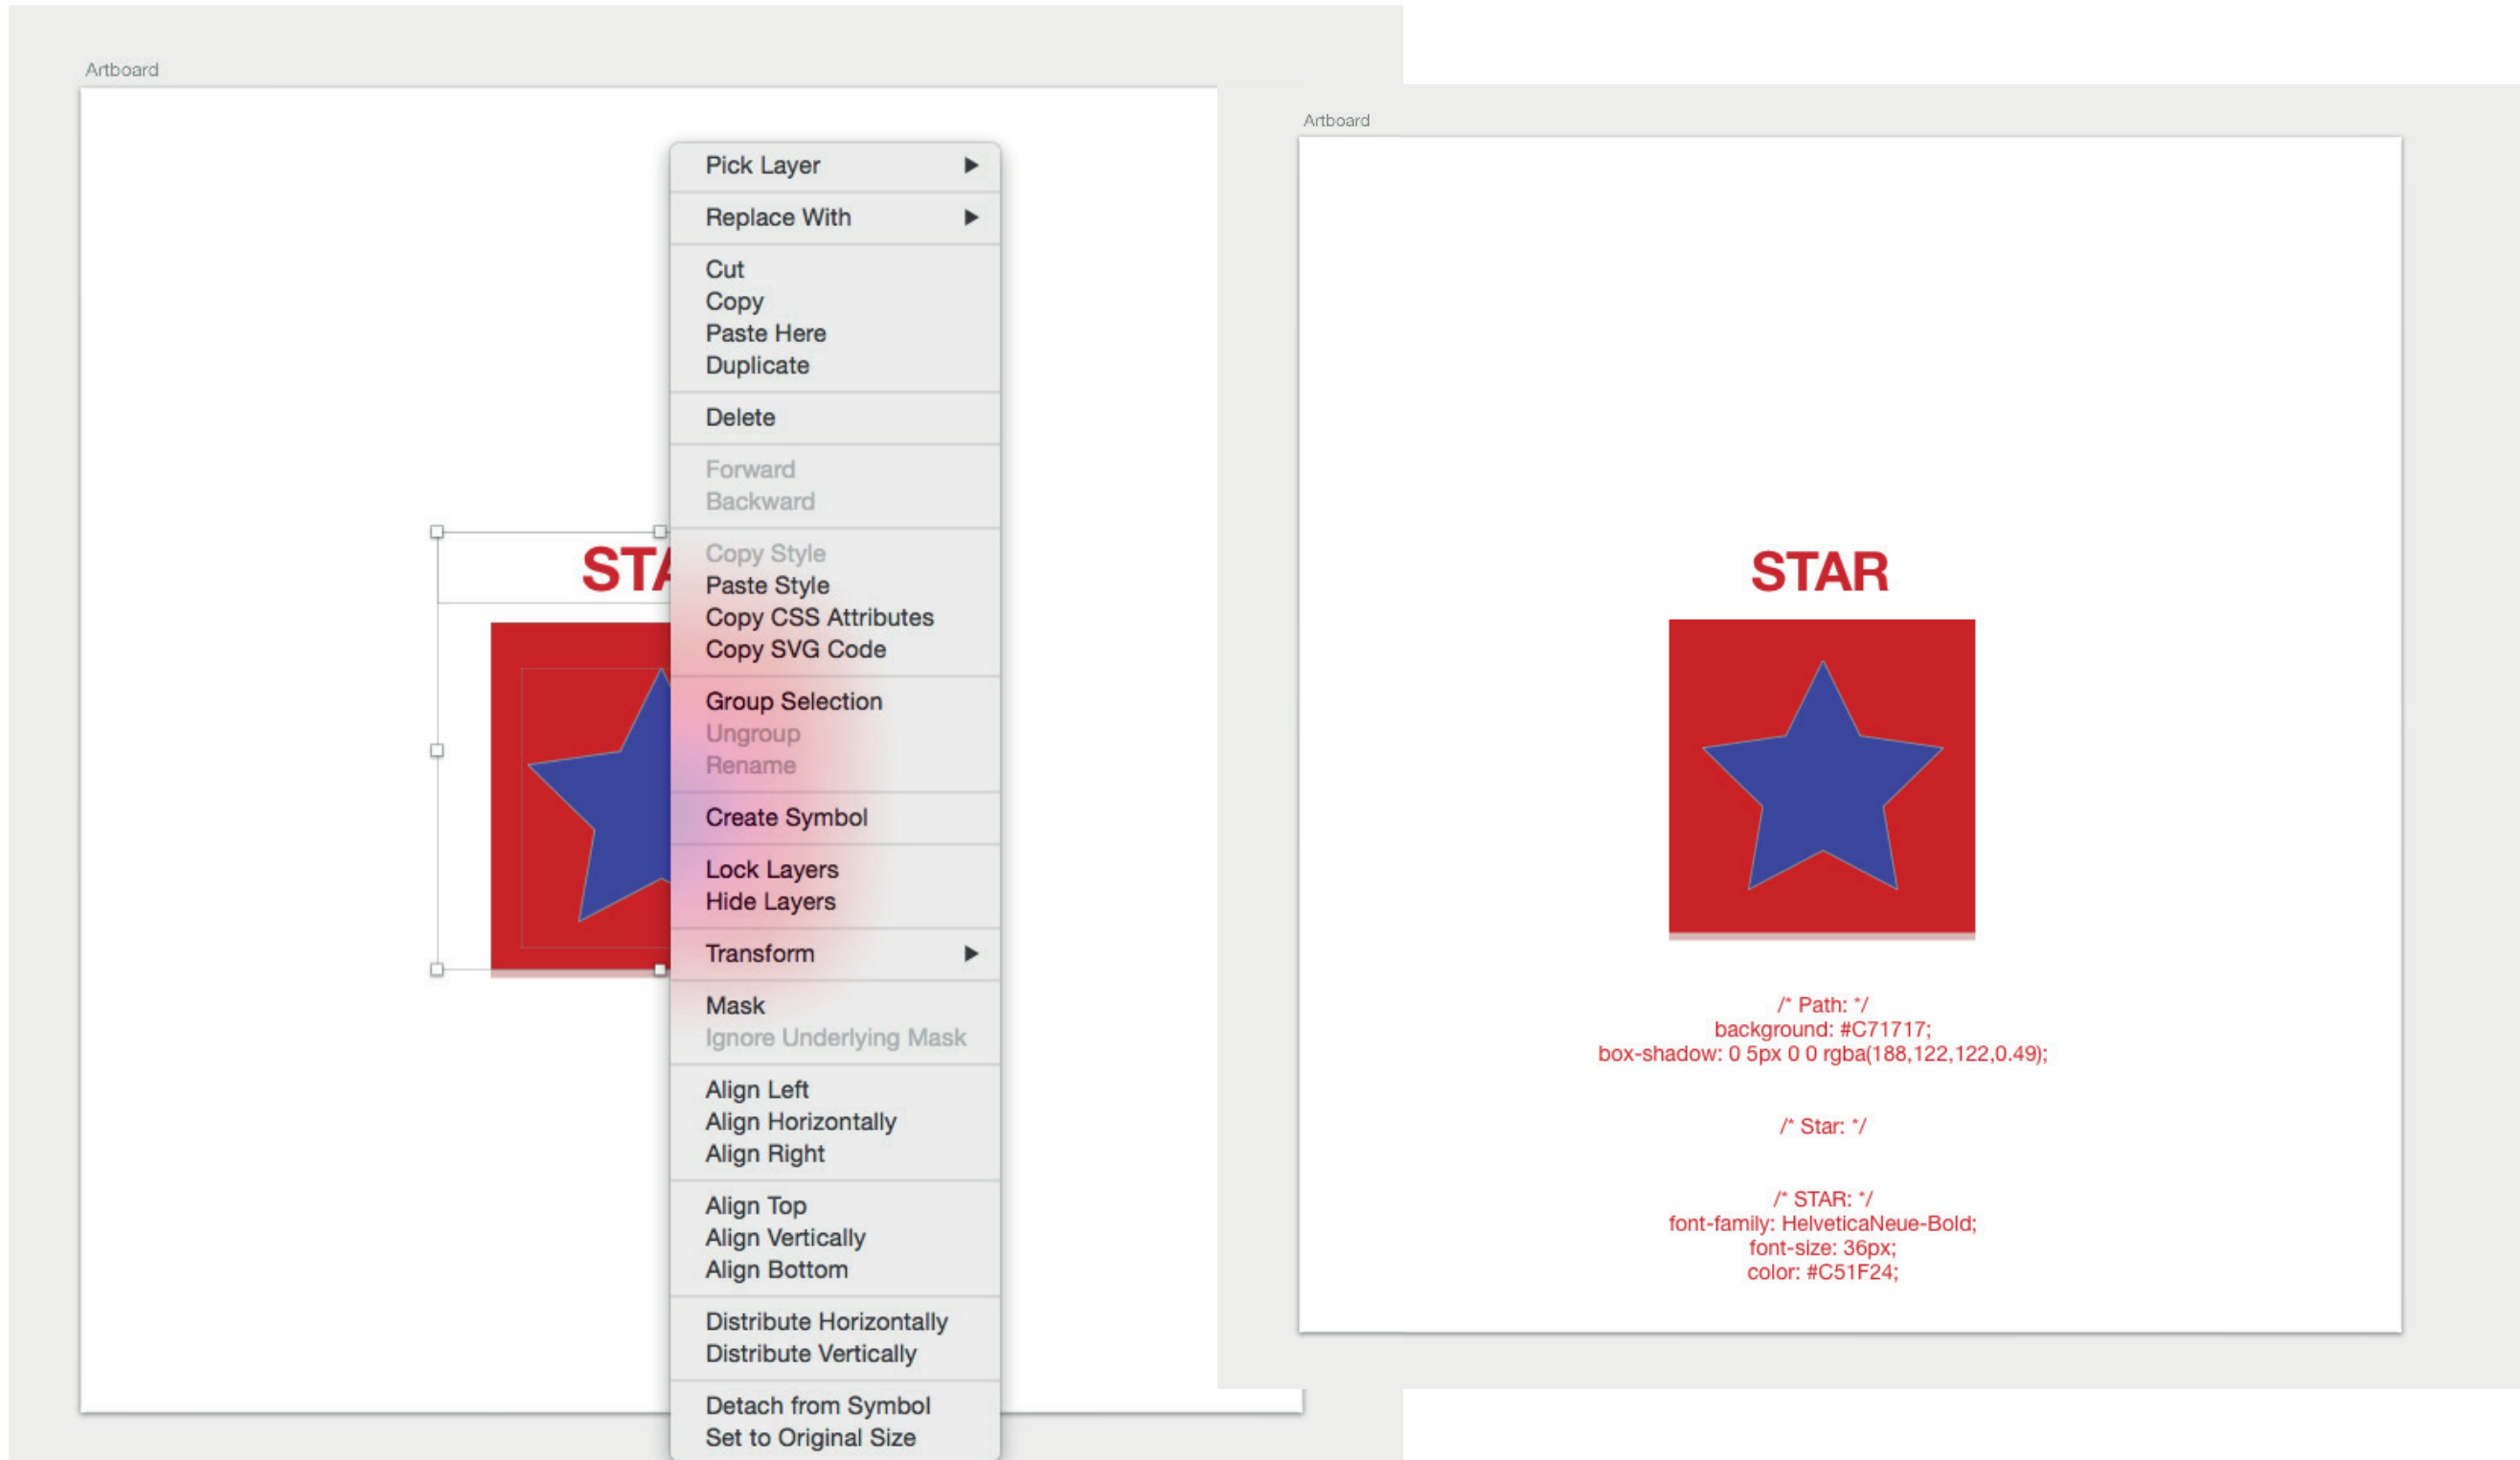 Artboard
Pick Layer
Replace With
Cut
Copy
Paste Here
Duplicate
Delete
Forward
Backward
Copy Style
Paste Style
Copy CSS Attributes
Copy SVG Code
Group Selection
Ungroup
Rename
Create Symbol
Lock Layers
Hide Layers
Transform
Mask
Ignore Underlying Mask
Align Left
Align Horizontally
Align Right
Align Top
Align Vertically
Align Bottom
Distribute Horizontally
Distribute Vertically
Detach from Symbol
Set to Original Size
STA
Artboard
STAR
/* Path: */
background: #C71717;
box-shadow: 0 5px 0 0 rgba(188,122,122,0.49);
/* Star: */
/* STAR: */
font-family: HelveticaNeue-Bold;
font-size: 36px;
color: #C51F24;